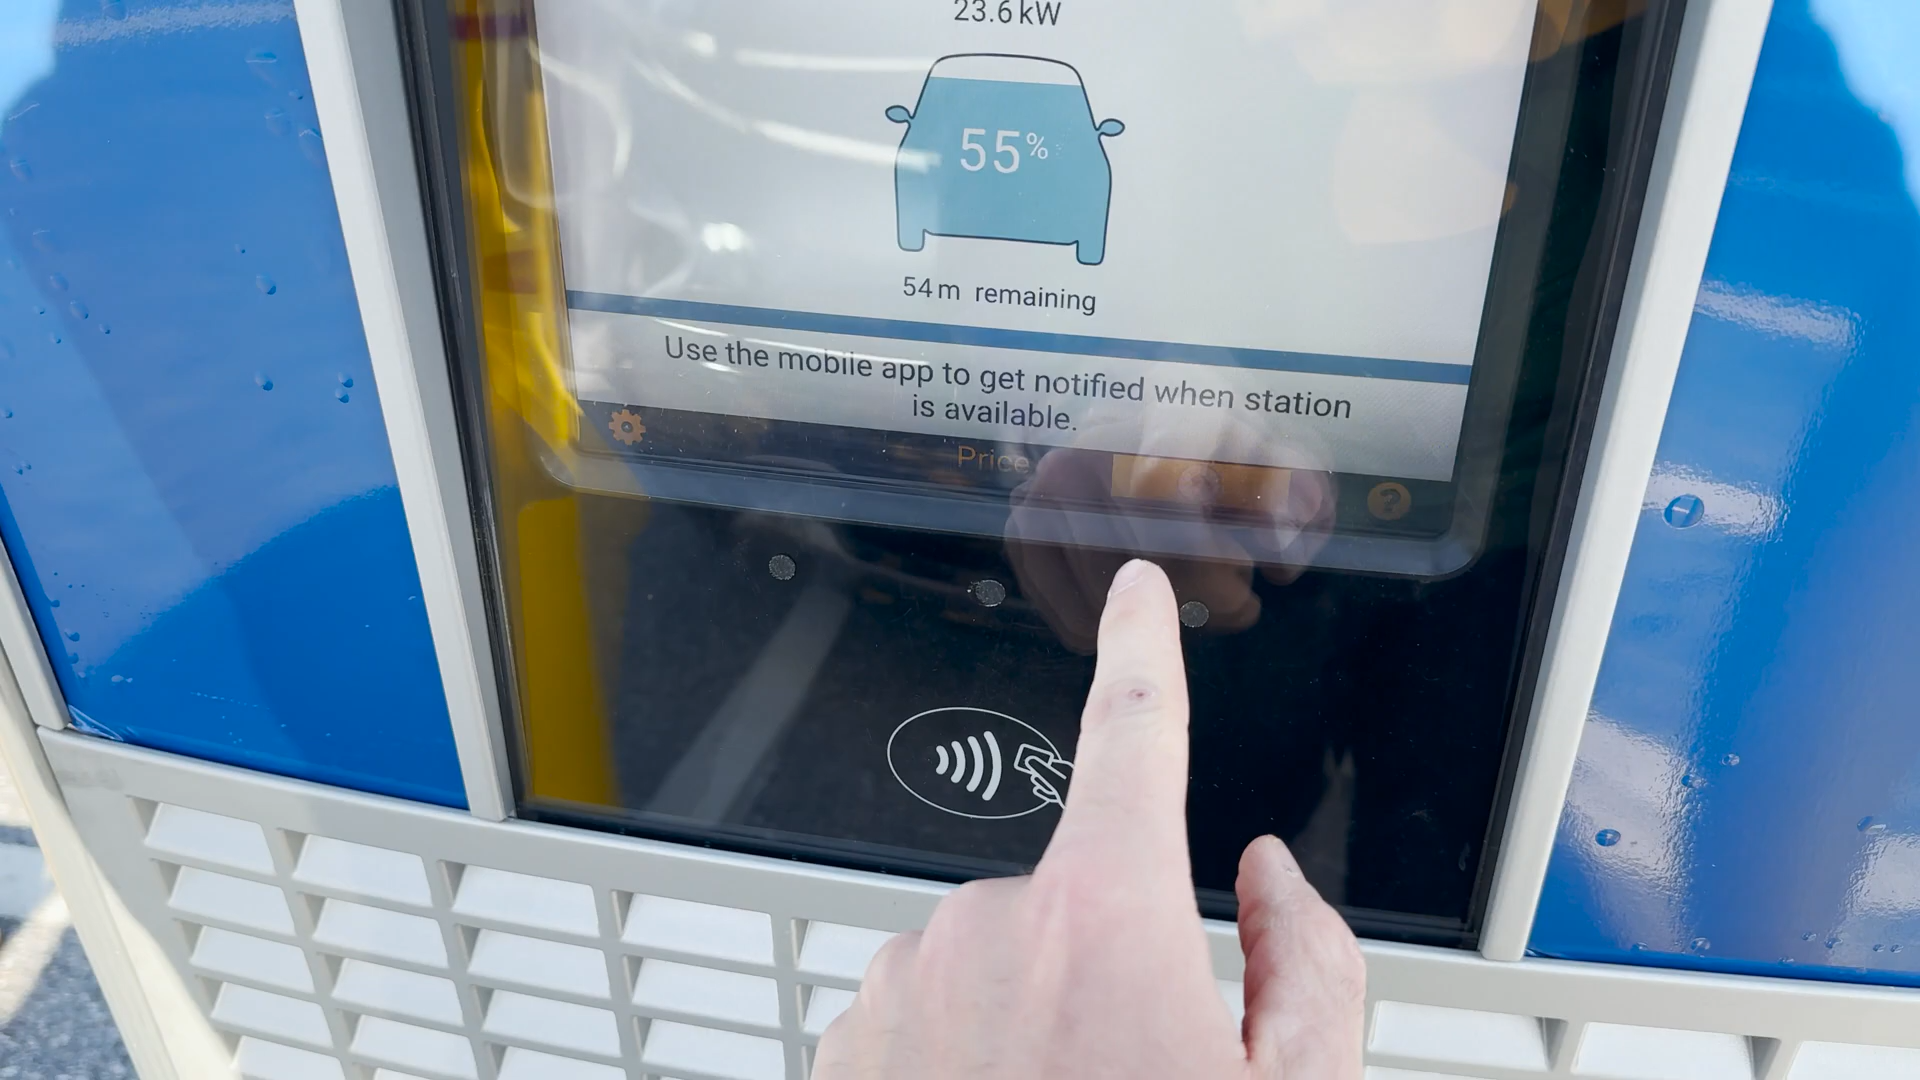 23.6 kW
55%
54 m remaining
Use the mobile app to get notified when station
is available.
Price
?